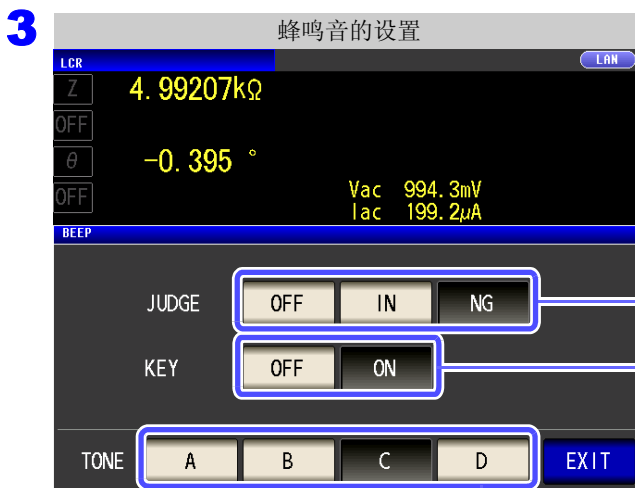 3
蜂鸣音的设置
LCR LAN
Z 4.99207kΩ
OFF
θ -0.395 °
OFF
Vac 994.3mV
Iac 199.2μA
BEEP
JUDGE OFF IN NG
KEY OFF ON
TONE A B C D EXIT